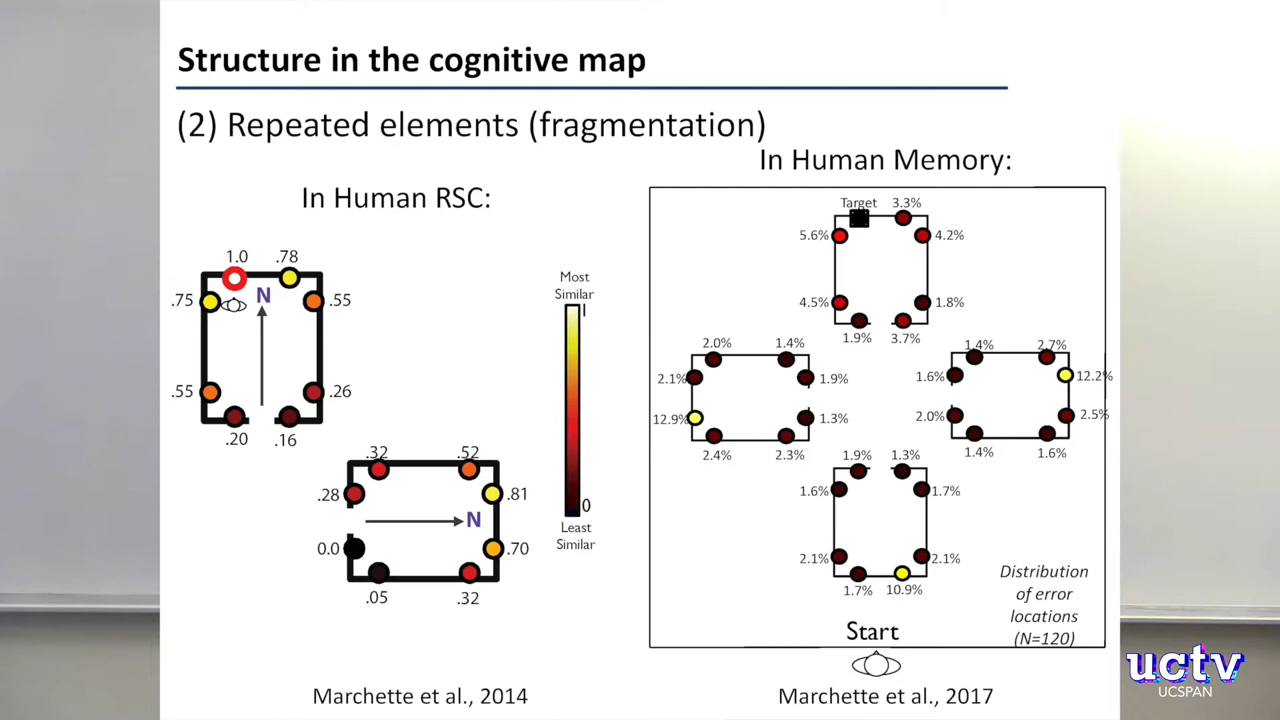 Structure in the cognitive map
(2) Repeated elements (fragmentation)
In Human RSC:
1.0
.78
.75
N
.55
.55
.26
.20
.16
.32
.52
.28
.81
N
0.0
.70
.05
.32
Most
Similar
1
0
Least
Similar
Marchette et al., 2014
In Human Memory:
Target
3.3%
5.6%
4.2%
4.5%
1.8%
1.9%
3.7%
2.0%
1.4%
2.1%
1.9%
12.9%
1.3%
2.4%
2.3%
1.4%
2.7%
1.6%
12.2%
2.0%
2.5%
1.4%
1.6%
1.9%
1.3%
1.6%
1.7%
2.1%
2.1%
1.7%
10.9%
Distribution
of error
locations
(N=120)
Start
Marchette et al., 2017
uctv
UCSPAN